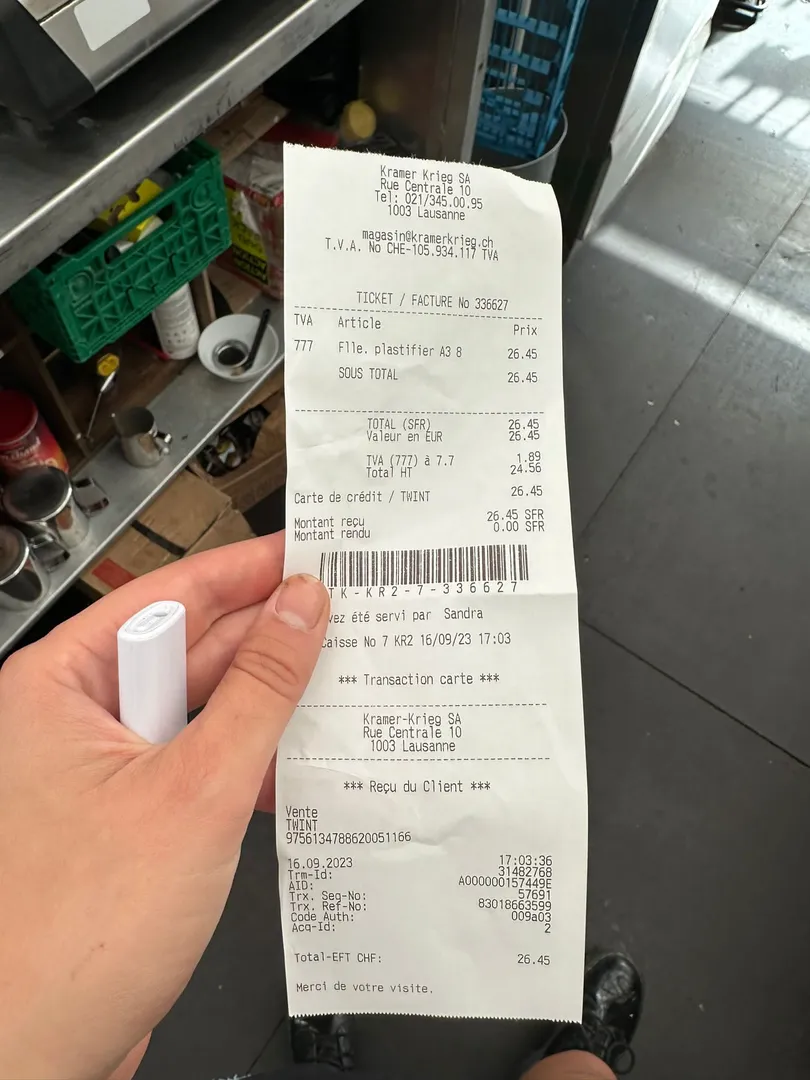 Kramer Krieg SA
Rue Centrale 10
Tel: 021/345.00.95
1003 Lausanne
magasin@kramerkrieg.ch
T.V.A. No CHE-105.934.117 TVA
TICKET / FACTURE No 336627
TVA Article Prix
777 Flle. plastifier A3 8 26.45
SOUS TOTAL 26.45
TOTAL (SFR) 26.45
Valeur en EUR 26.45
TVA (777) à 7.7 1.89
Total HT 24.56
Carte de crédit / TWINT 26.45
Montant reçu 26.45 SFR
Montant rendu 0.00 SFR
TK-KR2-7-336627
vez été servi par Sandra
Caisse No 7 KR2 16/09/23 17:03
*** Transaction carte ***
Kramer-Krieg SA
Rue Centrale 10
1003 Lausanne
*** Reçu du Client ***
Vente
TWINT
9756134788620051166
16.09.2023 17:03:36
Trm-Id: 31482768
AID: A000000157449E
Trx. Seq-No: 57691
Trx. Ref-No: 83018663599
Code Auth: 009a03
Acq-Id: 2
Total-EFT CHF: 26.45
Merci de votre visite.